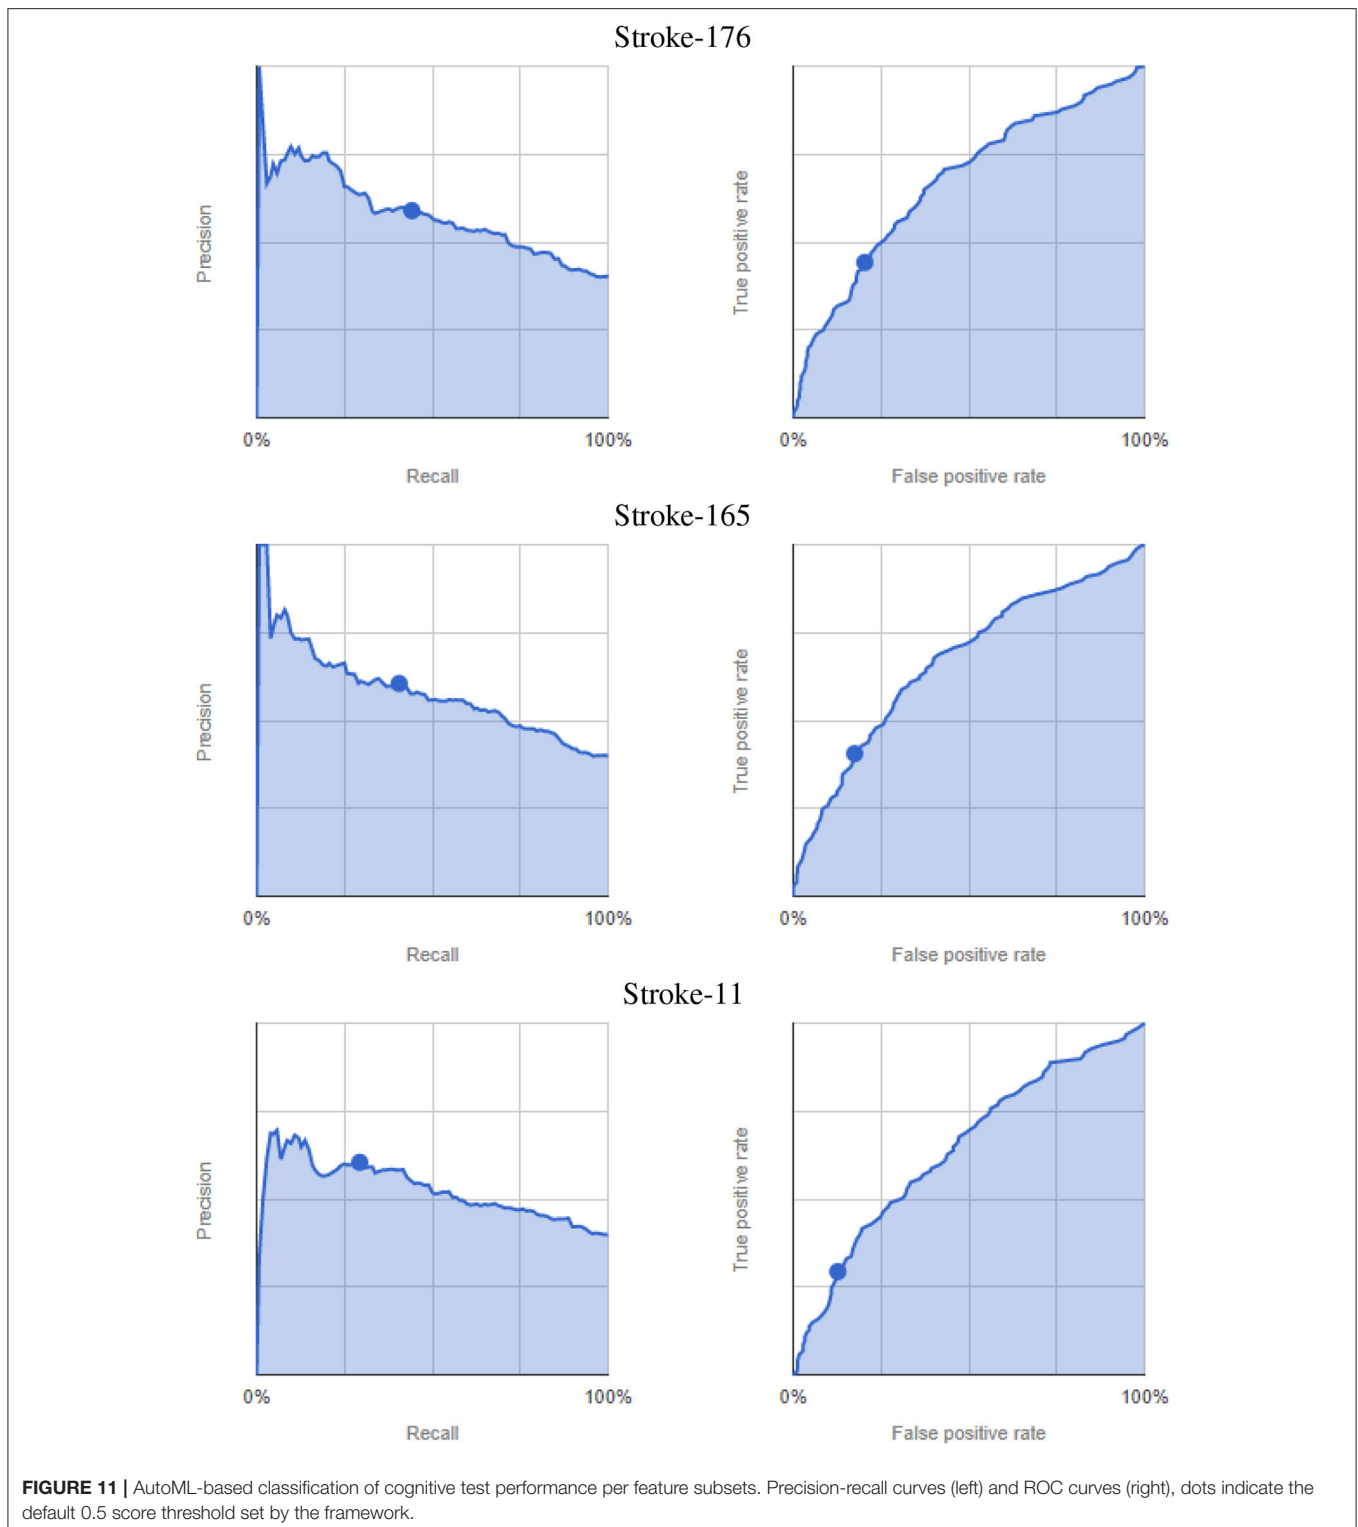 Stroke-176
Precision
0%
100%
Recall
True positive rate
0%
100%
False positive rate
Stroke-165
Precision
0%
100%
Recall
True positive rate
0%
100%
False positive rate
Stroke-11
Precision
0%
100%
Recall
True positive rate
0%
100%
False positive rate
FIGURE 11 | AutoML-based classification of cognitive test performance per feature subsets. Precision-recall curves (left) and ROC curves (right), dots indicate the
default 0.5 score threshold set by the framework.